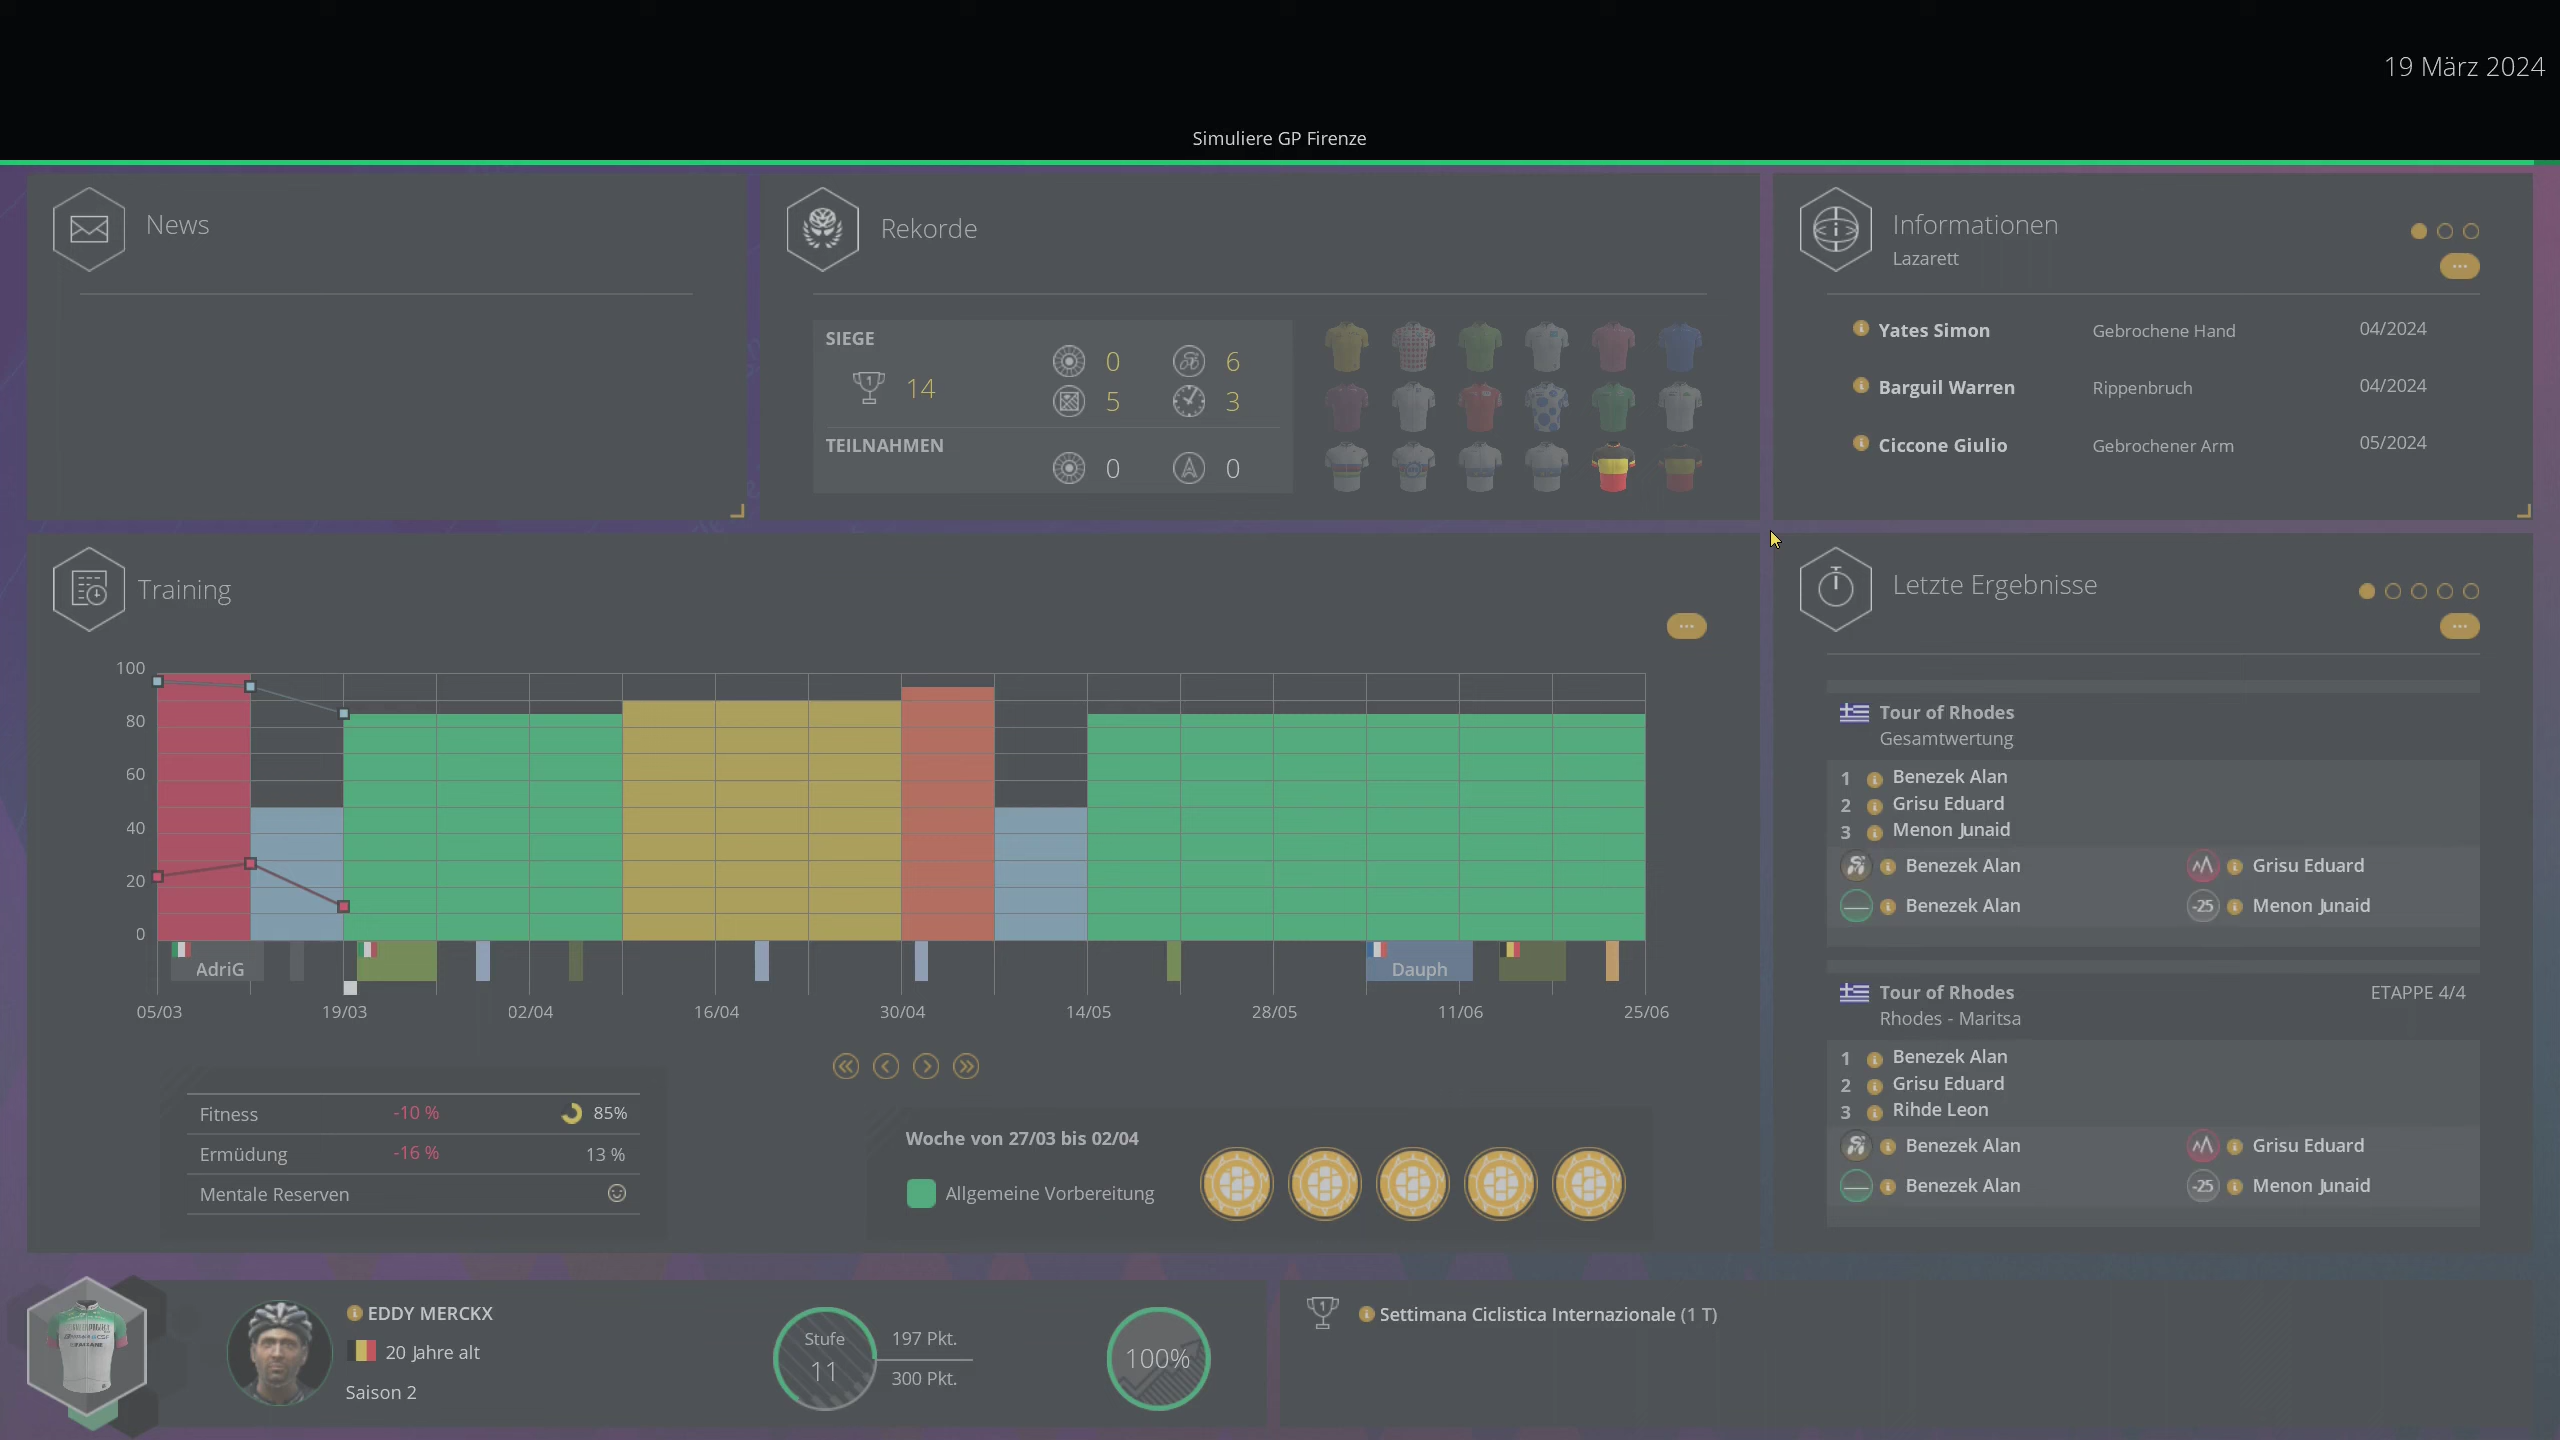 19 März 2024
Simuliere GP Firenze
News
Rekorde
SIEGE
14
0
6
5
3
TEILNAHMEN
0
0
Informationen
Lazarett
Yates Simon Gebrochene Hand 04/2024
Barguil Warren Rippenbruch 04/2024
Ciccone Giulio Gebrochener Arm 05/2024
Training
100
80
60
40
20
0
AdriG
Dauph
05/03 19/03 02/04 16/04 30/04 14/05 28/05 11/06 25/06
Fitness -10 % 85%
Ermüdung -16 % 13 %
Mentale Reserven
Woche von 27/03 bis 02/04
Allgemeine Vorbereitung
Letzte Ergebnisse
Tour of Rhodes
Gesamtwertung
1 Benezek Alan
2 Grisu Eduard
3 Menon Junaid
Benezek Alan Grisu Eduard
Benezek Alan -25 Menon Junaid
Tour of Rhodes ETAPPE 4/4
Rhodes - Maritsa
1 Benezek Alan
2 Grisu Eduard
3 Rihde Leon
Benezek Alan Grisu Eduard
Benezek Alan -25 Menon Junaid
EDDY MERCKX
20 Jahre alt
Saison 2
Stufe
11
197 Pkt.
300 Pkt.
100%
Settimana Ciclistica Internazionale (1 T)